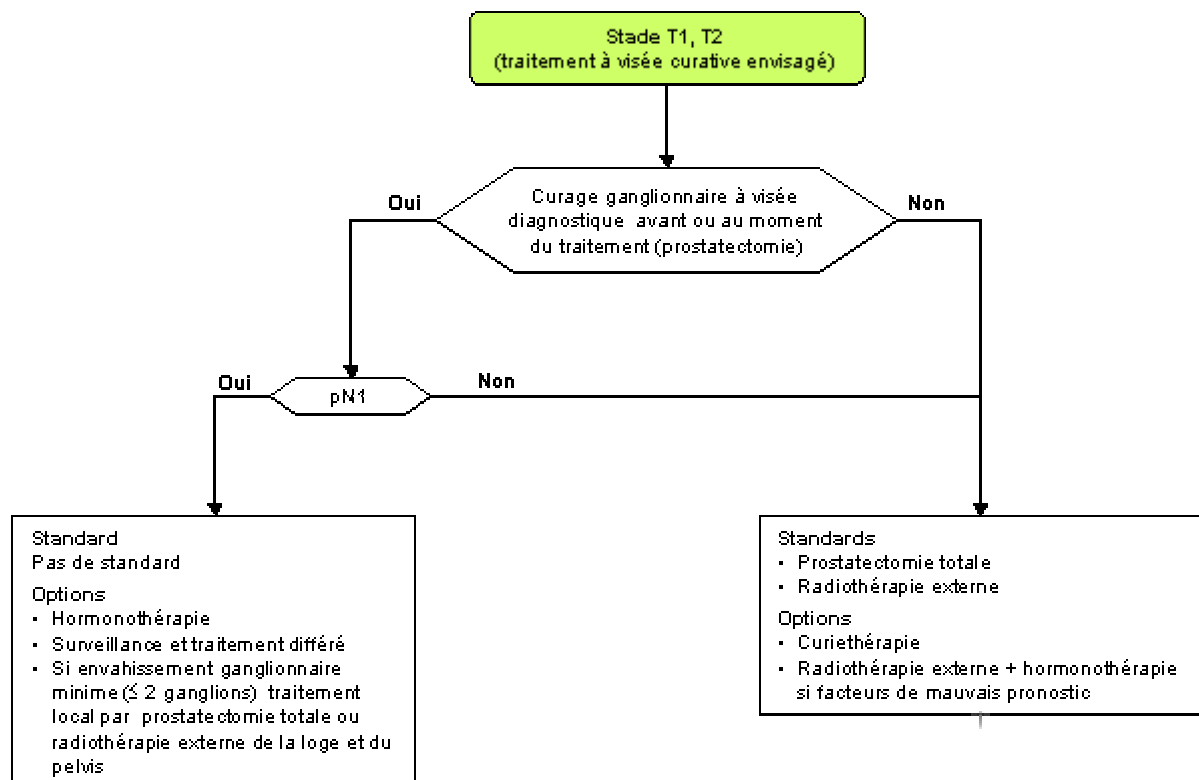 Stade T1, T2
(traitement à visée curative envisagé)
Curage ganglionnaire à visée
diagnostique avant ou au moment
du traitement (prostatectomie)
Oui
Non
pN1
Oui
Non
Standard
Pas de standard
Options
• Hormonothérapie
• Surveillance et traitement différé
• Si envahissement ganglionnaire
minime (≤ 2 ganglions) traitement
local par prostatectomie totale ou
radiothérapie externe de la loge et du
pelvis
Standards
• Prostatectomie totale
• Radiothérapie externe
Options
• Curiethérapie
• Radiothérapie externe + hormonothérapie
si facteurs de mauvais pronostic